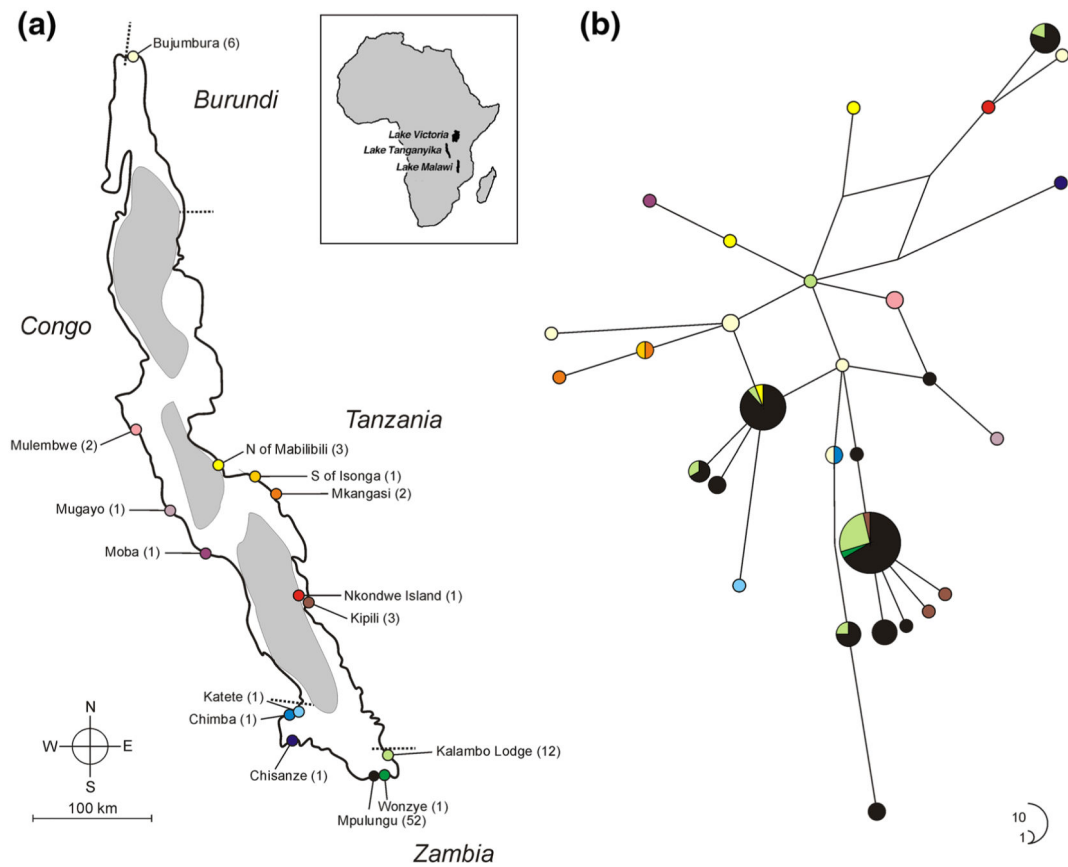 (a)
Bujumbura (6)
Burundi
Lake Victoria
Lake Tanganyika
Lake Malawi
Congo
Tanzania
Mulembwe (2)
N of Mabilibili (3)
S of Isonga (1)
Mkangasi (2)
Mugayo (1)
Moba (1)
Nkondwe Island (1)
Kipili (3)
Katete (1)
Chimba (1)
N
W
E
S
Kalambo Lodge (12)
Chisanze (1)
Wonzye (1)
Mpulungu (52)
100 km
Zambia
(b)
10
1